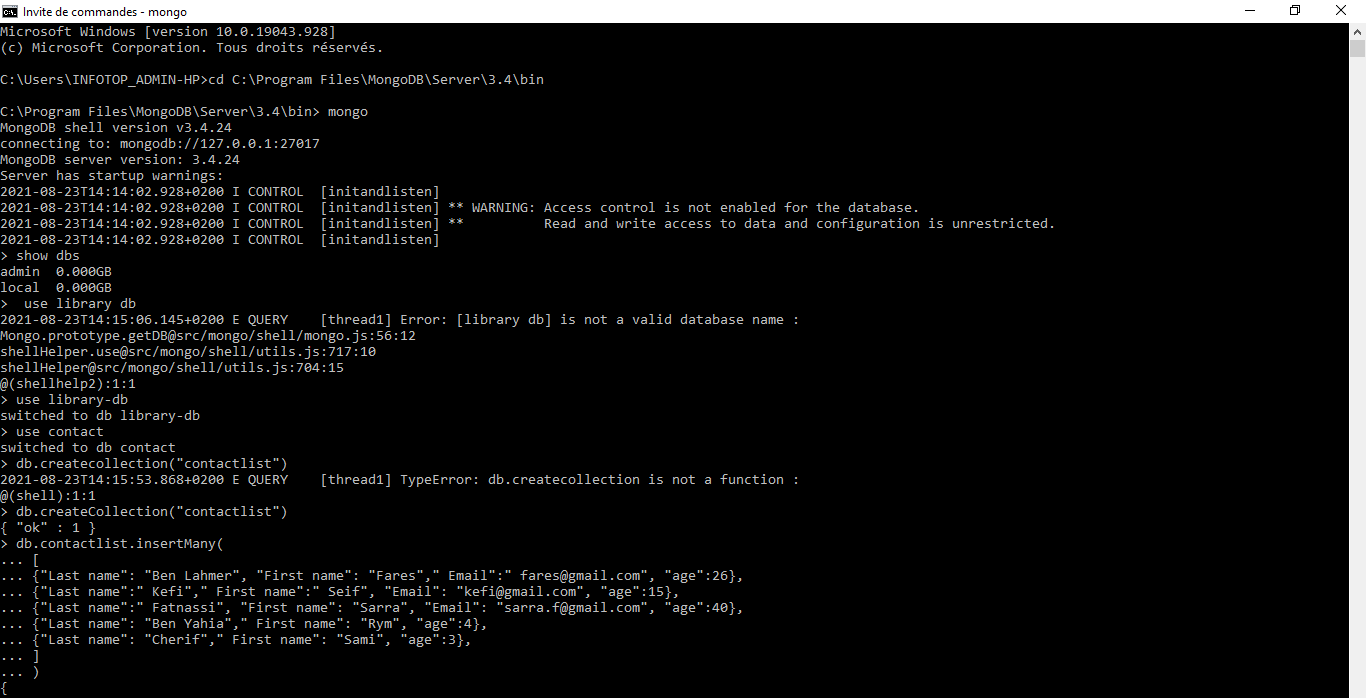 Invite de commandes - mongo
Microsoft Windows [version 10.0.19043.928]
(c) Microsoft Corporation. Tous droits réservés.
C:\Users\INFOTOP_ADMIN-HP>cd C:\Program Files\MongoDB\Server\3.4\bin
C:\Program Files\MongoDB\Server\3.4\bin> mongo
MongoDB shell version v3.4.24
connecting to: mongodb://127.0.0.1:27017
MongoDB server version: 3.4.24
Server has startup warnings:
2021-08-23T14:14:02.928+0200 I CONTROL  [initandlisten]
2021-08-23T14:14:02.928+0200 I CONTROL  [initandlisten] ** WARNING: Access control is not enabled for the database.
2021-08-23T14:14:02.928+0200 I CONTROL  [initandlisten] **          Read and write access to data and configuration is unrestricted.
2021-08-23T14:14:02.928+0200 I CONTROL  [initandlisten]
> show dbs
admin  0.000GB
local  0.000GB
>  use library db
2021-08-23T14:15:06.145+0200 E QUERY    [thread1] Error: [library db] is not a valid database name :
Mongo.prototype.getDB@src/mongo/shell/mongo.js:56:12
shellHelper.use@src/mongo/shell/utils.js:717:10
shellHelper@src/mongo/shell/utils.js:704:15
@(shellhelp2):1:1
> use library-db
switched to db library-db
> use contact
switched to db contact
> db.createcollection("contactlist")
2021-08-23T14:15:53.868+0200 E QUERY    [thread1] TypeError: db.createcollection is not a function :
@(shell):1:1
> db.createCollection("contactlist")
{ "ok" : 1 }
> db.contactlist.insertMany(
... [
... {"Last name": "Ben Lahmer", "First name": "Fares"," Email":" fares@gmail.com", "age":26},
... {"Last name":" Kefi"," First name":" Seif", "Email": "kefi@gmail.com", "age":15},
... {"Last name":" Fatnassi", "First name": "Sarra", "Email": "sarra.f@gmail.com", "age":40},
... {"Last name": "Ben Yahia"," First name": "Rym", "age":4},
... {"Last name": "Cherif"," First name": "Sami", "age":3},
... ]
... )
{